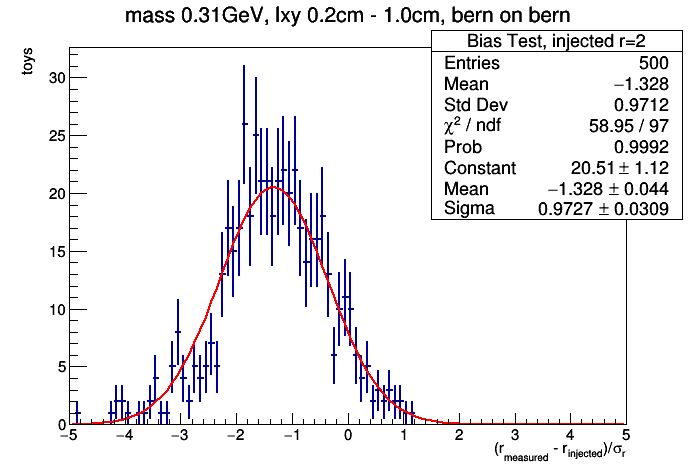 mass 0.31GeV, lxy 0.2cm - 1.0cm, bern on bern
toys
Bias Test, injected r=2
Entries 500
Mean −1.328
Std Dev 0.9712
χ² / ndf 58.95 / 97
Prob 0.9992
Constant 20.51 ± 1.12
Mean −1.328 ± 0.044
Sigma 0.9727 ± 0.0309
30
25
20
15
10
5
0
−5 −4 −3 −2 −1 0 1 2 3 4 5
(r_measured - r_injected)/σ_r